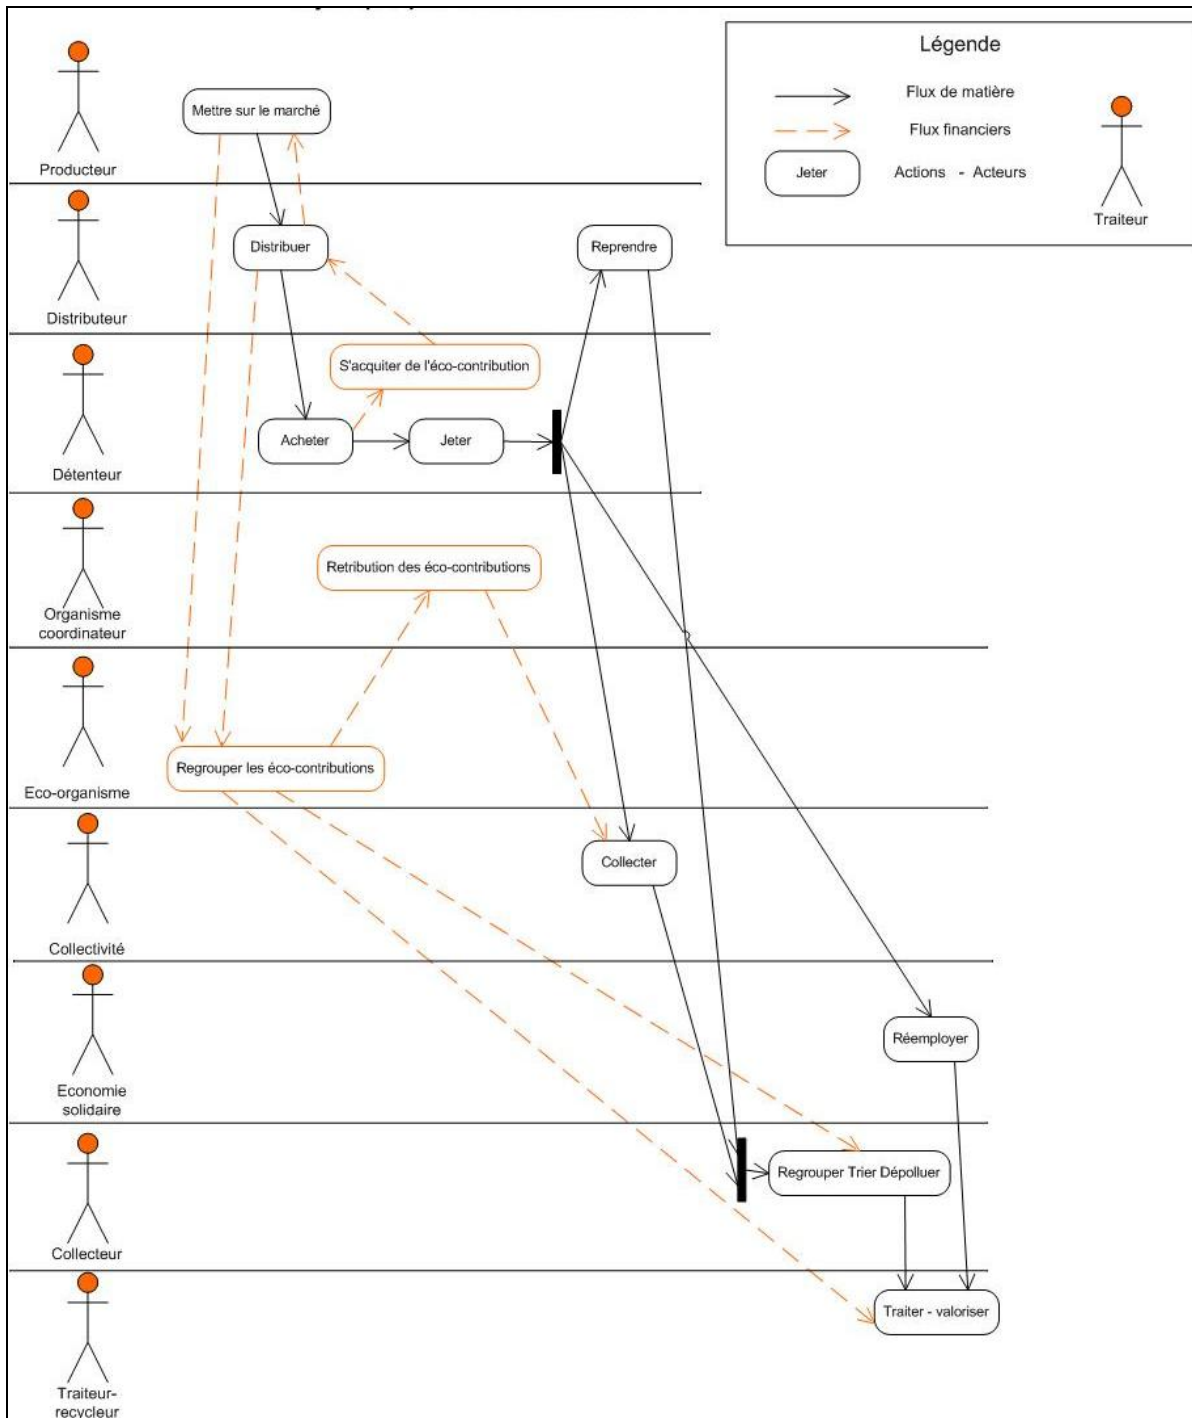 Légende
Flux de matière
Flux financiers
Jeter
Actions - Acteurs
Traiteur
Mettre sur le marché
Producteur
Distribuer
Reprendre
Distributeur
S'acquiter de l'éco-contribution
Acheter
Jeter
Détenteur
Retribution des éco-contributions
Organisme
coordinateur
Regrouper les éco-contributions
Eco-organisme
Collecter
Collectivité
Réemployer
Economie
solidaire
Regrouper Trier Dépolluer
Collecteur
Traiter - valoriser
Traiteur-
recycleur